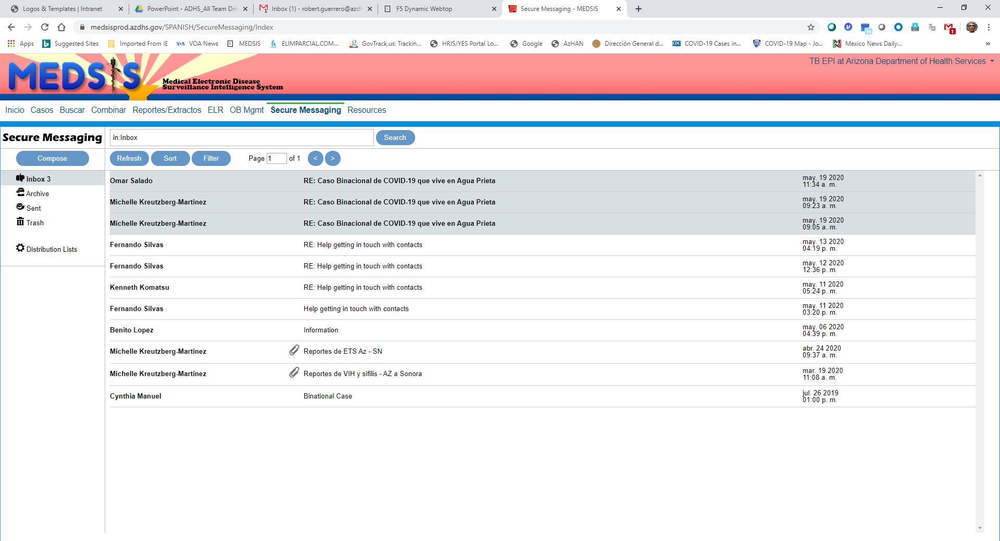 Logos & Templates | Intranet
PowerPoint - ADHS_All Team Dri
Inbox (1) - robert.guerrero@azdh
F5 Dynamic Webtop
Secure Messaging - MEDSIS
medsisprod.azdhs.gov/SPANISH/SecureMessaging/Index
Apps
Suggested Sites
Imported From IE
VOA News
MEDSIS
ELIMPARCIAL.COM...
GovTrack.us: Trackin...
HRIS/YES Portal Lo...
Google
AzHAN
Dirección General d...
COVID-19 Cases in...
COVID-19 Map - Jo...
Mexico News Daily...
MEDSIS
Medical Electronic Disease
Surveillance Intelligence System
TB EPI at Arizona Department of Health Services
Inicio Casos Buscar Combinar Reportes/Extractos ELR OB Mgmt Secure Messaging Resources
Secure Messaging
in:Inbox
Search
Compose
Refresh
Sort
Filter
Page 1 of 1
<
>
Inbox 3
Archive
Sent
Trash
Distribution Lists
Omar Salado RE: Caso Binacional de COVID-19 que vive en Agua Prieta may. 19 2020
11:34 a. m.
Michelle Kreutzberg-Martinez RE: Caso Binacional de COVID-19 que vive en Agua Prieta may. 19 2020
09:23 a. m.
Michelle Kreutzberg-Martinez RE: Caso Binacional de COVID-19 que vive en Agua Prieta may. 19 2020
09:05 a. m.
Fernando Silvas RE: Help getting in touch with contacts may. 13 2020
04:19 p. m.
Fernando Silvas RE: Help getting in touch with contacts may. 12 2020
12:36 p. m.
Kenneth Komatsu RE: Help getting in touch with contacts may. 11 2020
05:24 p. m.
Fernando Silvas Help getting in touch with contacts may. 11 2020
03:20 p. m.
Benito Lopez Information may. 06 2020
04:39 p. m.
Michelle Kreutzberg-Martinez Reportes de ETS Az - SN abr. 24 2020
09:37 a. m.
Michelle Kreutzberg-Martinez Reportes de VIH y sifilis - AZ a Sonora mar. 19 2020
11:08 a. m.
Cynthia Manuel Binational Case jul. 26 2019
01:00 p. m.